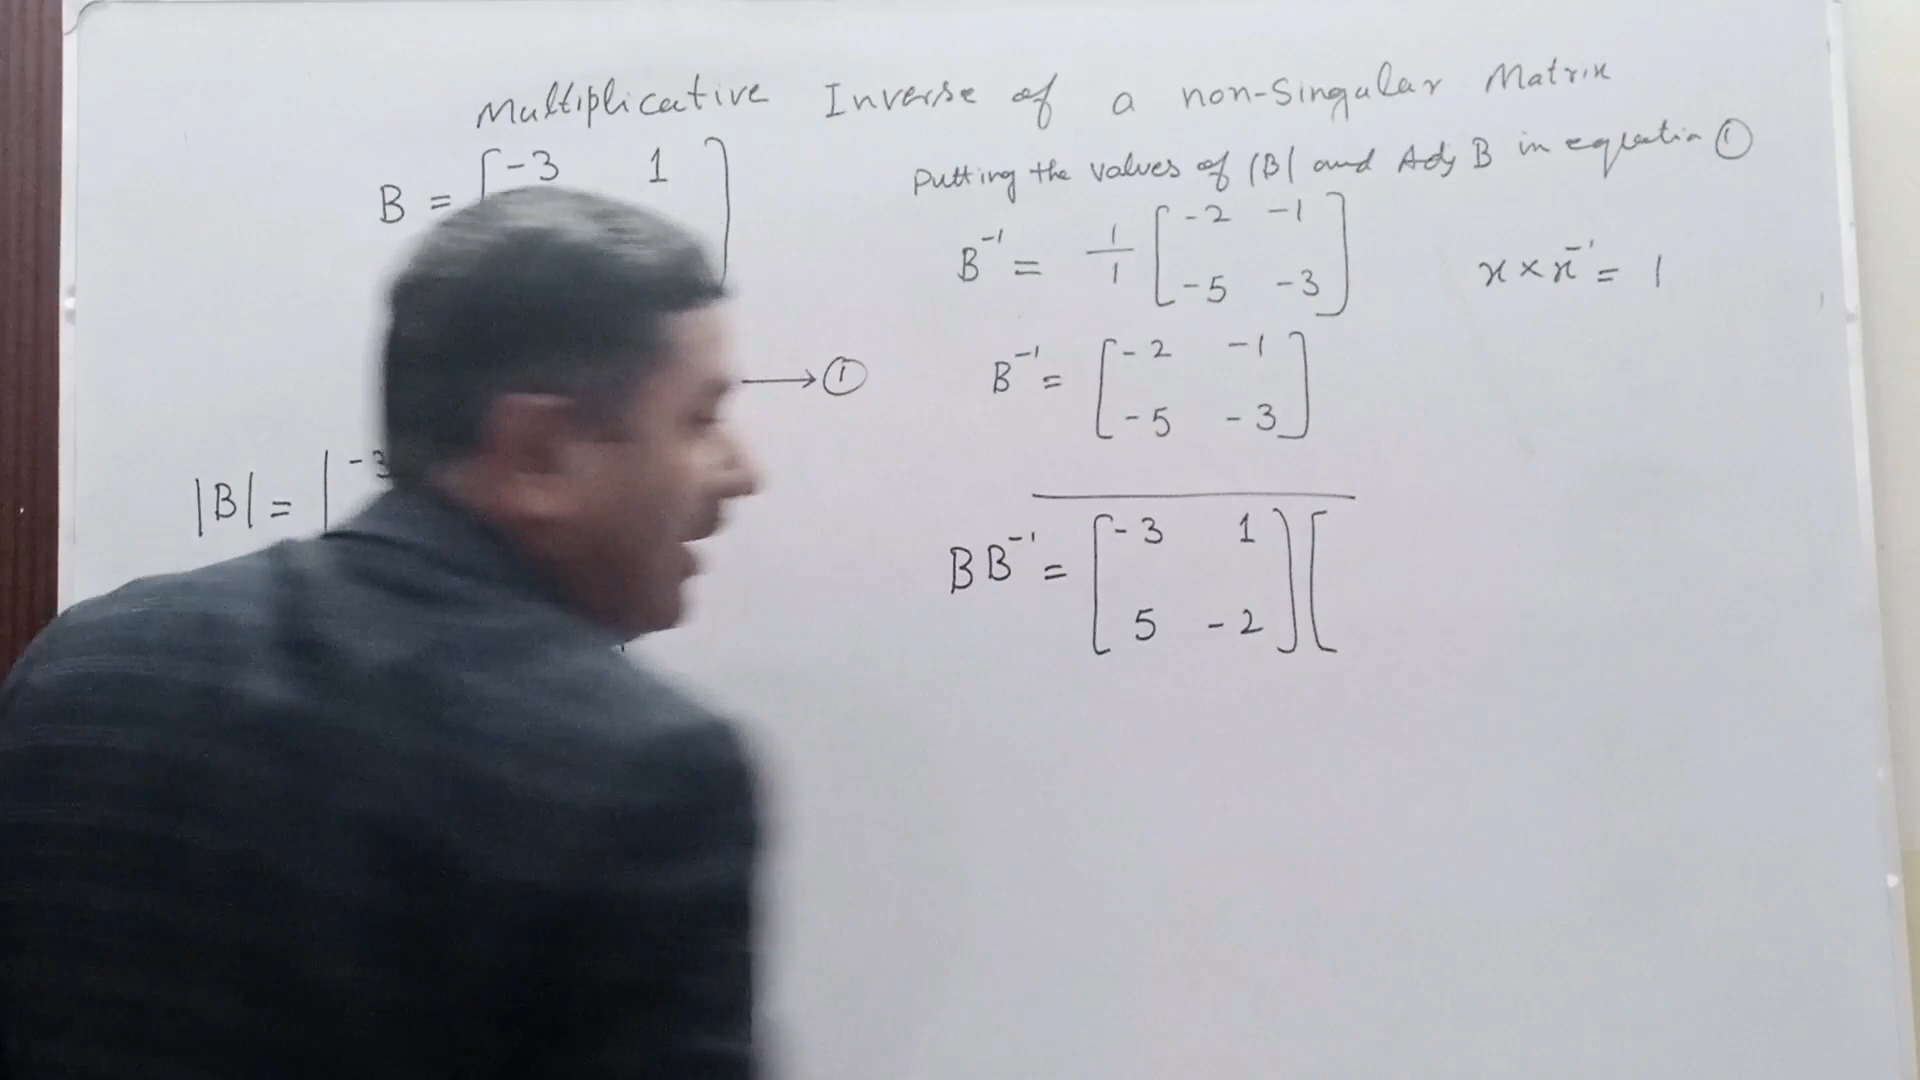 Multiplicative Inverse of a non-Singular Matrix
B = [ -3 1 ]
→ ①
|B| = | -3
Putting the values of |B| and Adj B in equation ①
B⁻¹ = 1/1 [ -2 -1
-5 -3 ]
x × x⁻¹ = 1
B⁻¹ = [ -2 -1
-5 -3 ]
B B⁻¹ = [ -3 1
5 -2 ] [